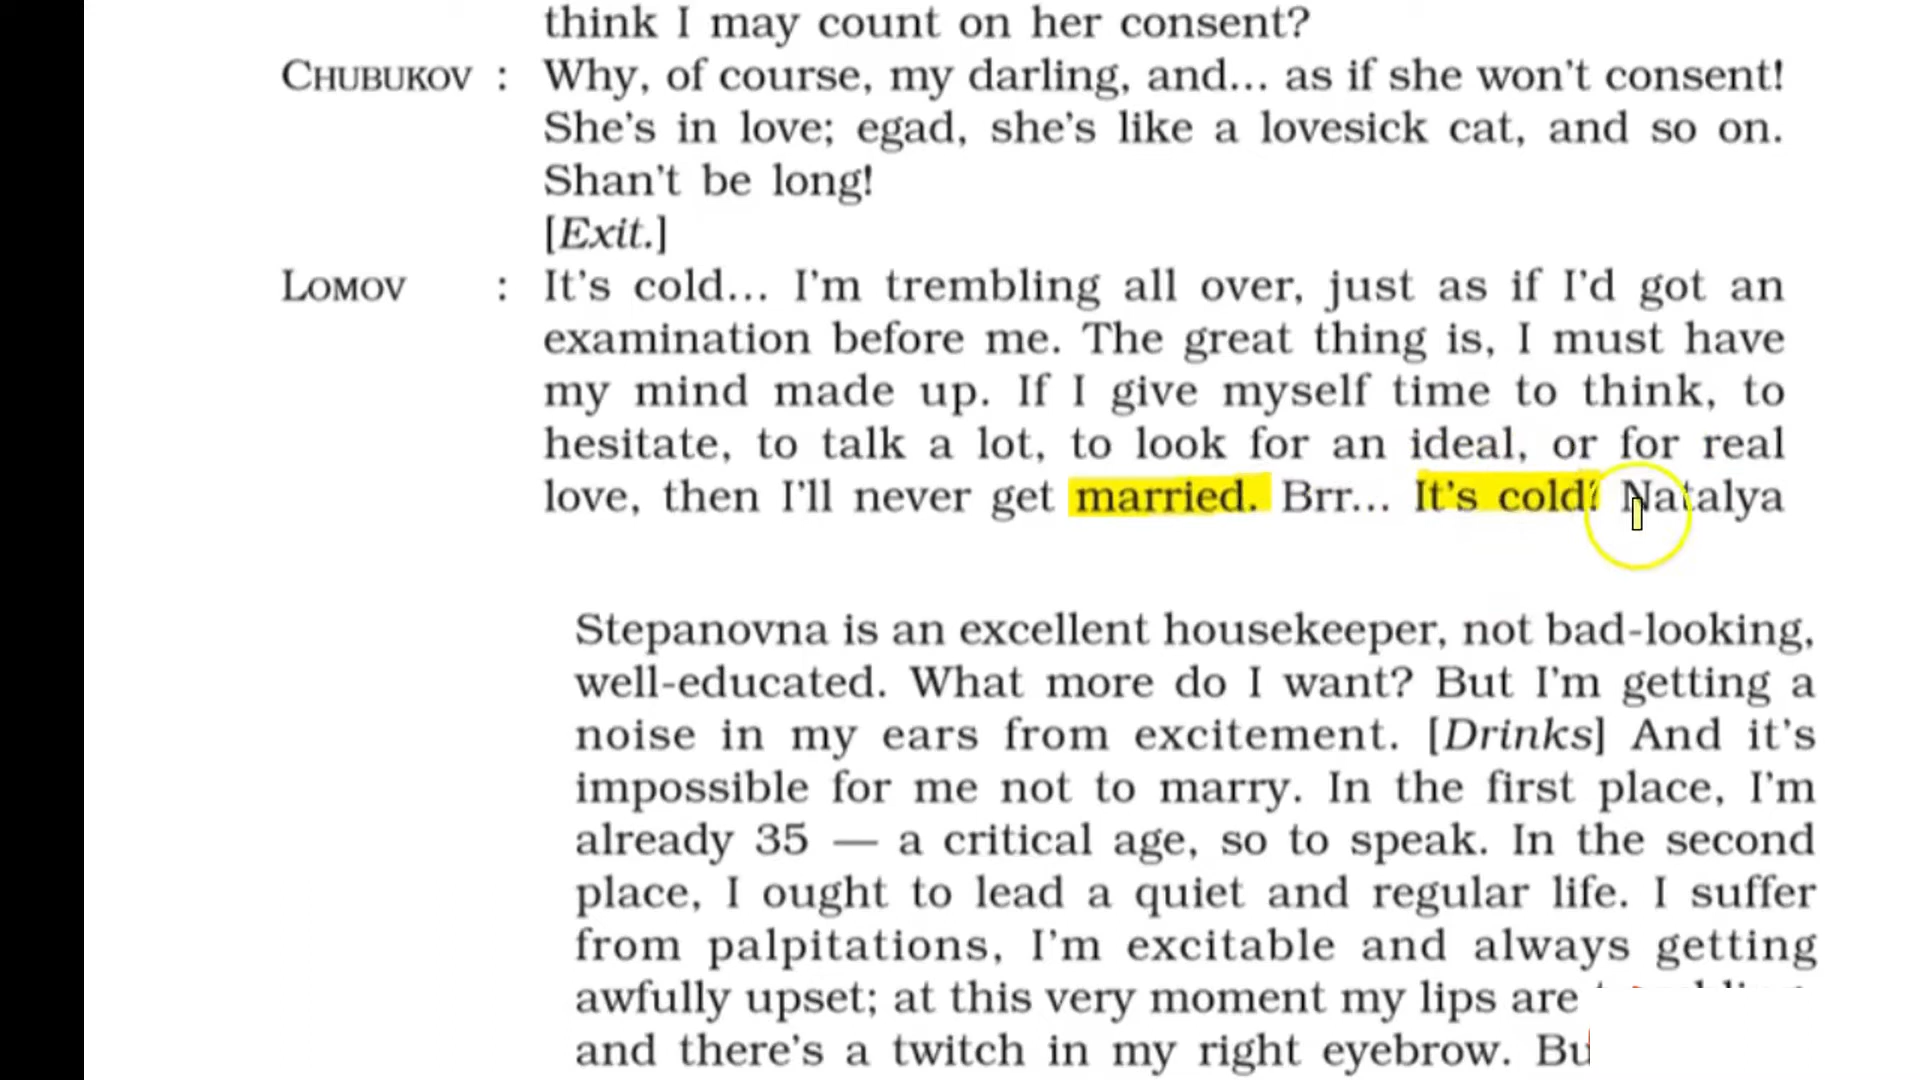 think I may count on her consent?
CHUBUKOV : Why, of course, my darling, and... as if she won't consent!
She's in love; egad, she's like a lovesick cat, and so on.
Shan't be long!
[Exit.]
LOMOV : It's cold... I'm trembling all over, just as if I'd got an
examination before me. The great thing is, I must have
my mind made up. If I give myself time to think, to
hesitate, to talk a lot, to look for an ideal, or for real
love, then I'll never get married. Brr... It's cold! Natalya
Stepanovna is an excellent housekeeper, not bad-looking,
well-educated. What more do I want? But I'm getting a
noise in my ears from excitement. [Drinks] And it's
impossible for me not to marry. In the first place, I'm
already 35 — a critical age, so to speak. In the second
place, I ought to lead a quiet and regular life. I suffer
from palpitations, I'm excitable and always getting
awfully upset; at this very moment my lips are
and there's a twitch in my right eyebrow.